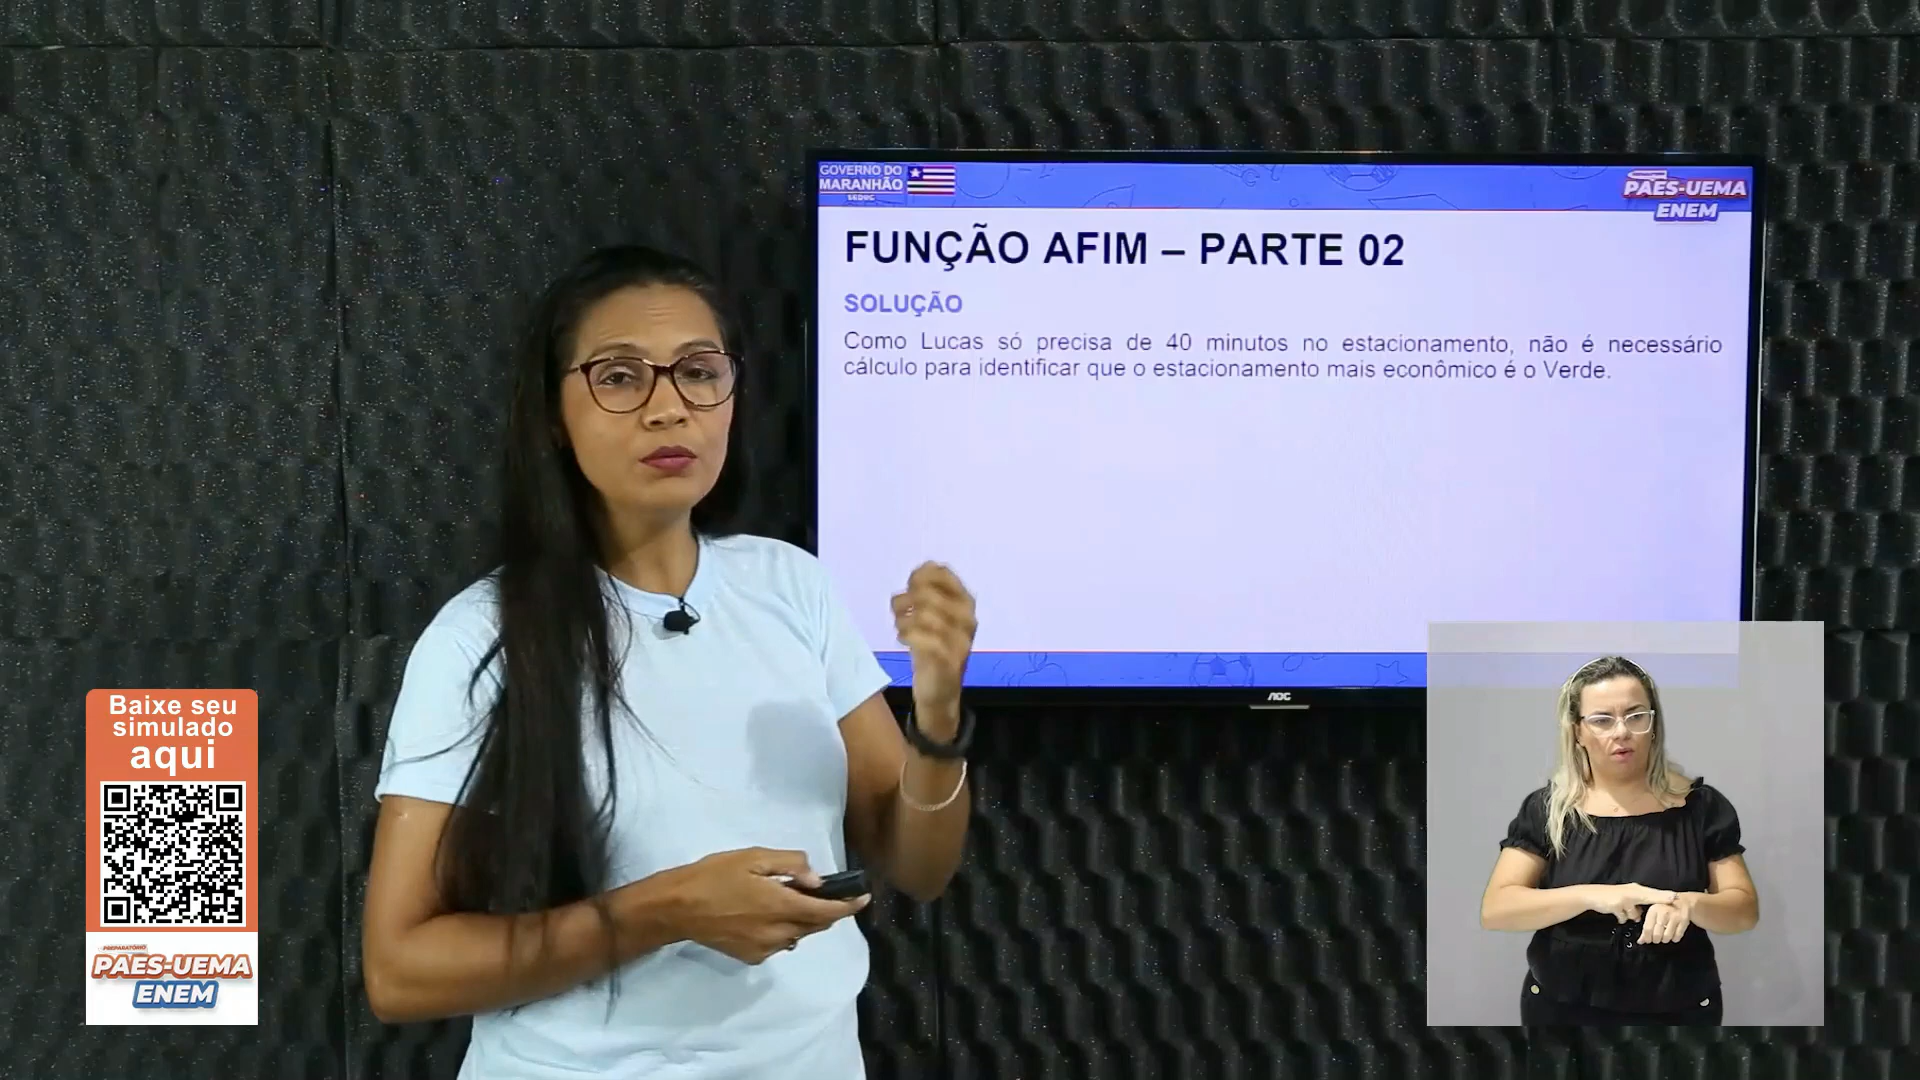 GOVERNO DO
MARANHÃO
SEDUC
PAES-UEMA
ENEM
FUNÇÃO AFIM – PARTE 02
SOLUÇÃO
Como Lucas só precisa de 40 minutos no estacionamento, não é necessário
cálculo para identificar que o estacionamento mais econômico é o Verde.
AOC
Baixe seu
simulado
aqui
PREPARATÓRIO
PAES-UEMA
ENEM